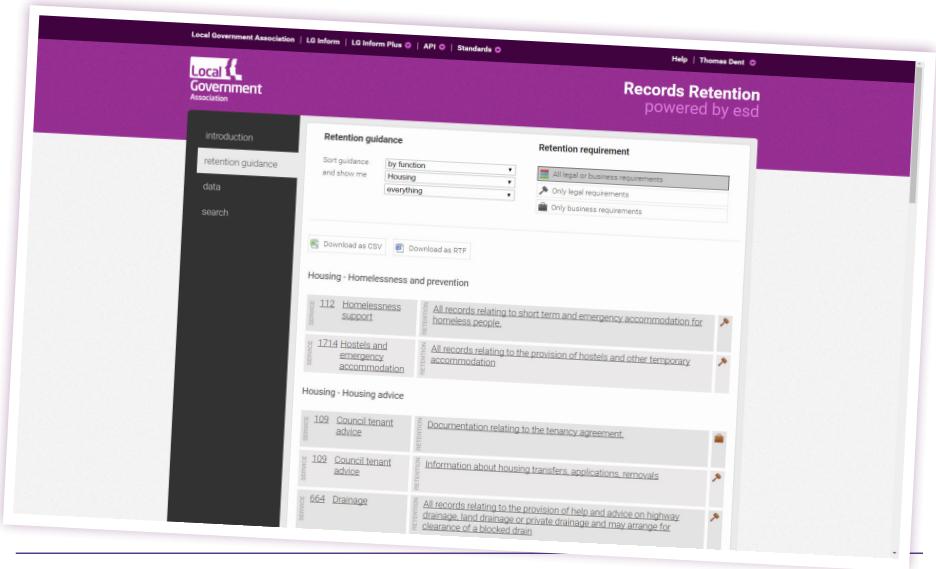 Local Government Association | LG Inform | LG Inform Plus | API | Standards
Help | Thomas Dent
Local
Government
Association
Records Retention
powered by esd
introduction
retention guidance
data
search
Retention guidance
Sort guidance
and show me
by function
Housing
everything
Retention requirement
All legal or business requirements
Only legal requirements
Only business requirements
Download as CSV
Download as RTF
Housing - Homelessness and prevention
SERVICE
112 Homelessness
support
RETENTION
All records relating to short term and emergency accommodation for
homeless people.
SERVICE
1714 Hostels and
emergency
accommodation
RETENTION
All records relating to the provision of hostels and other temporary
accommodation
Housing - Housing advice
SERVICE
109 Council tenant
advice
RETENTION
Documentation relating to the tenancy agreement.
SERVICE
109 Council tenant
advice
RETENTION
Information about housing transfers, applications, removals
SERVICE
664 Drainage
RETENTION
All records relating to the provision of help and advice on highway
drainage, land drainage or private drainage and may arrange for
clearance of a blocked drain